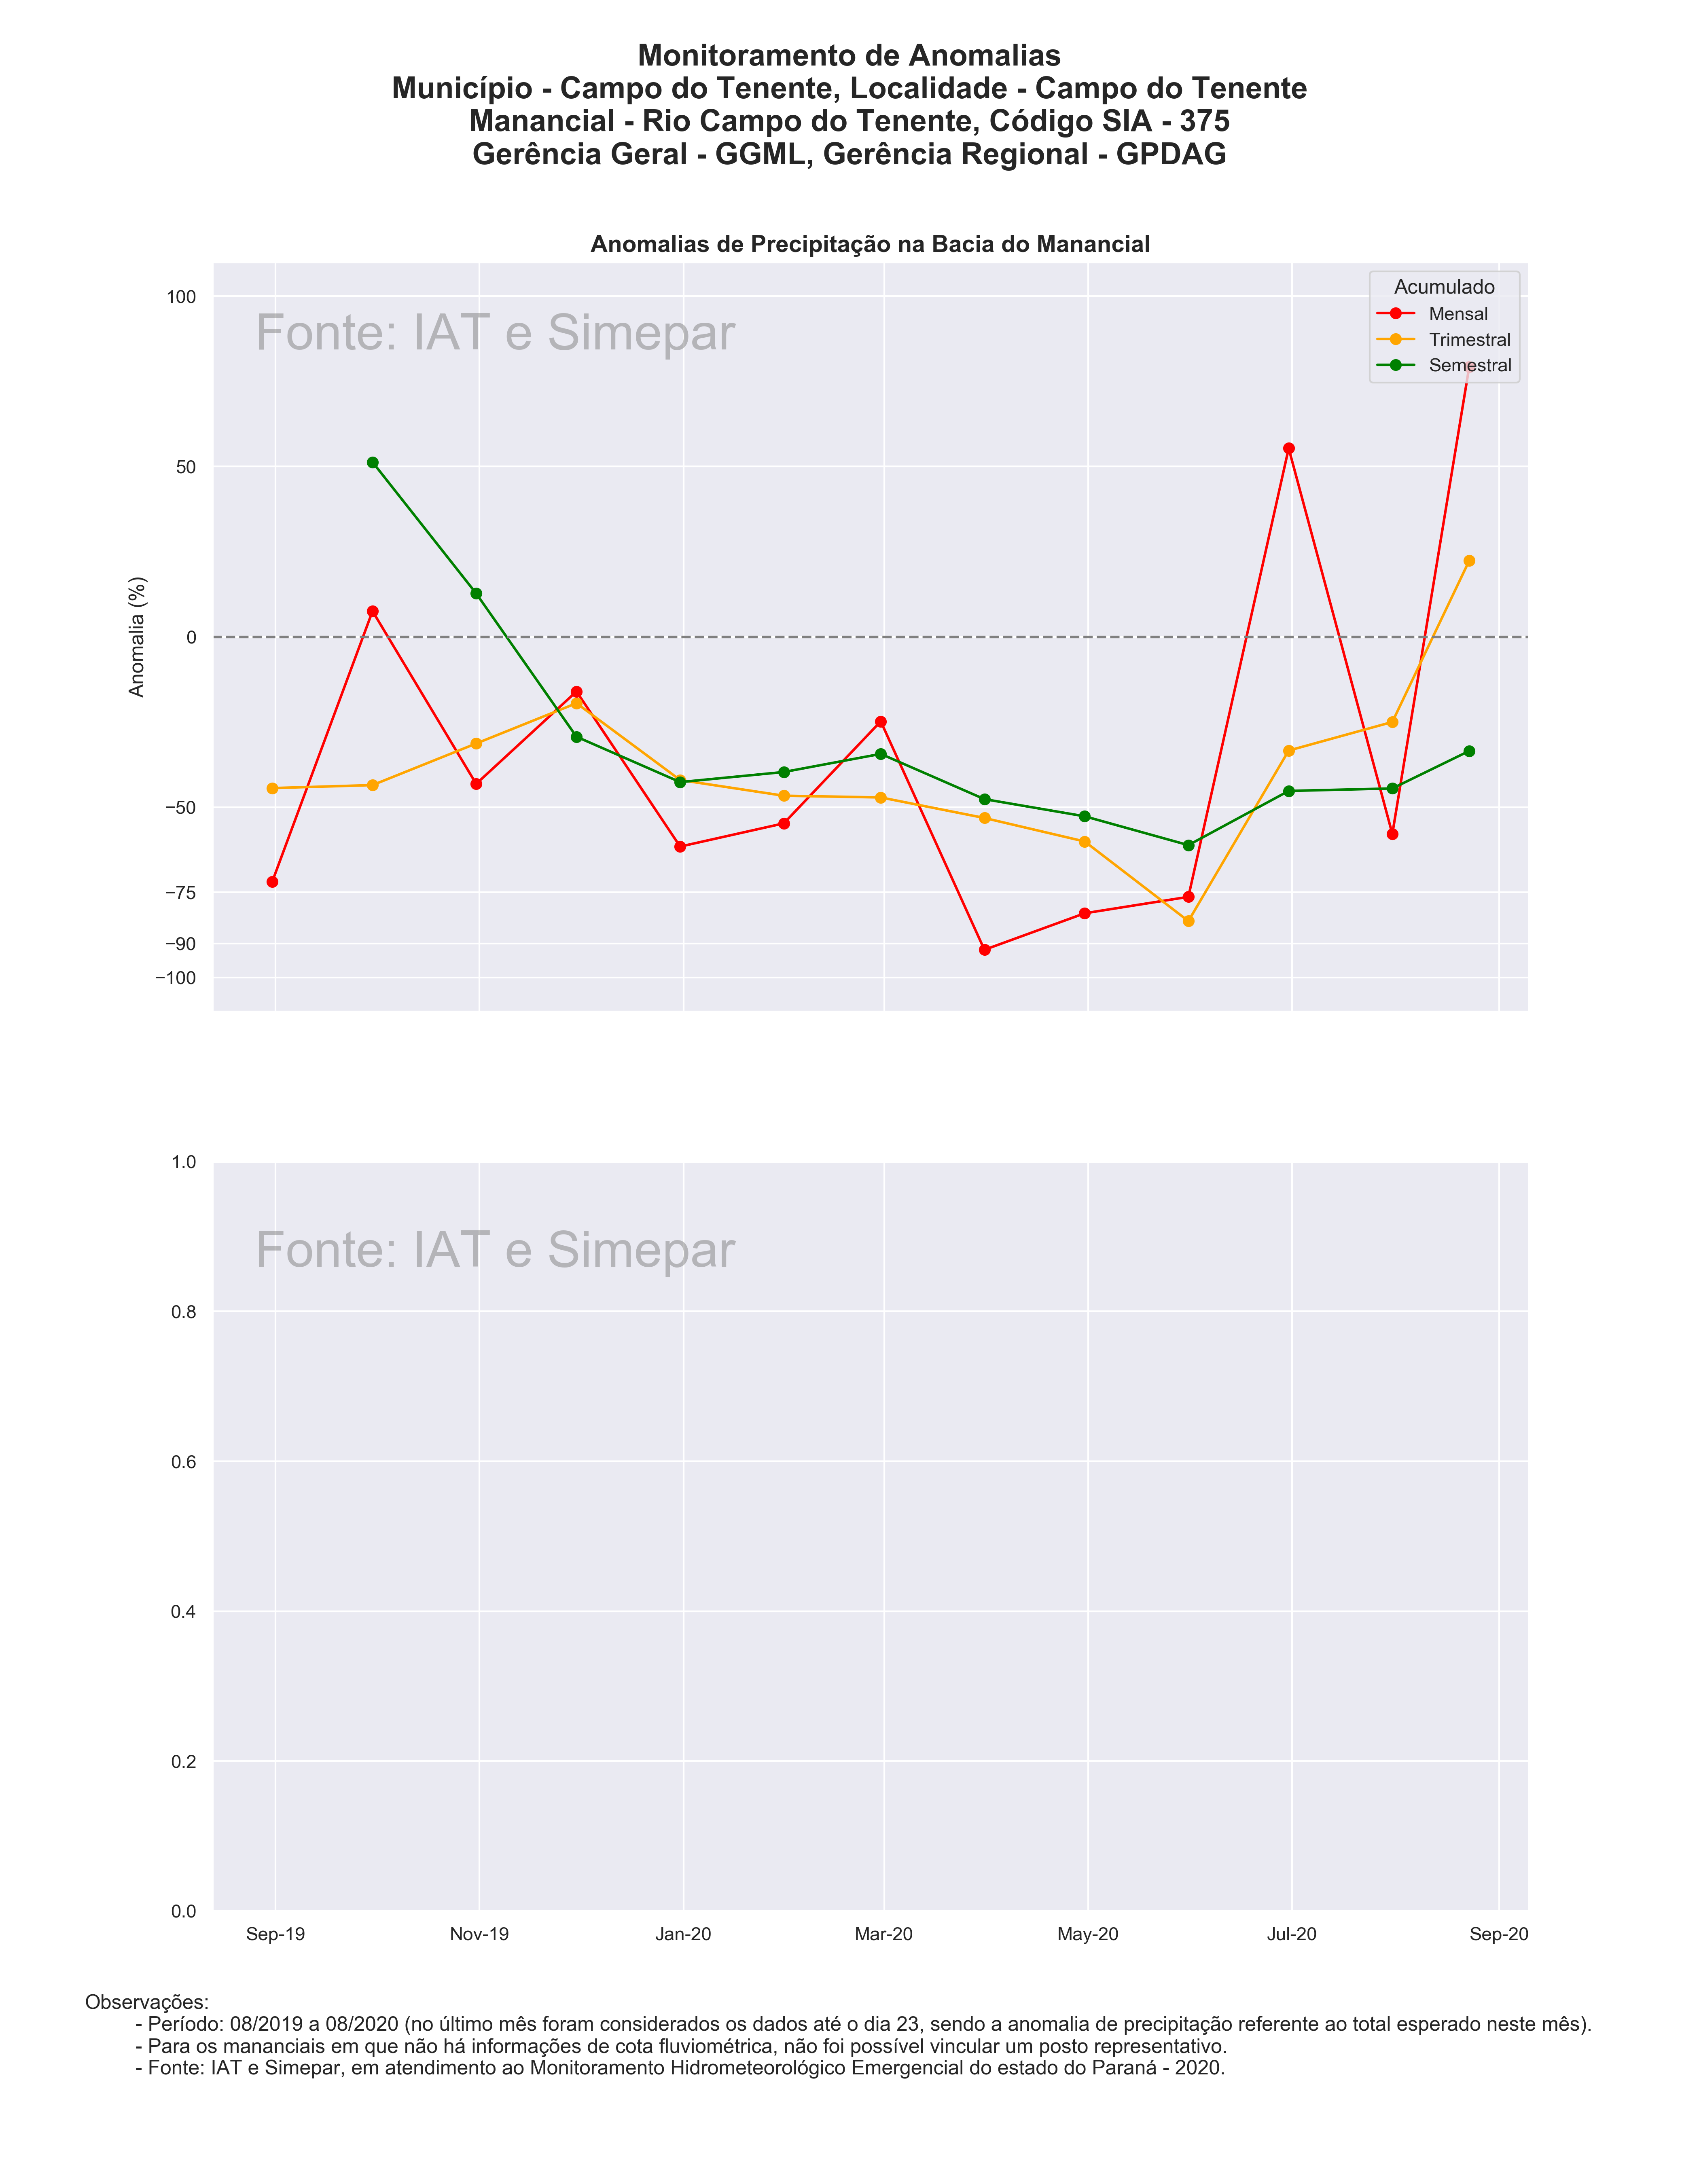 Monitoramento de Anomalias
Município - Campo do Tenente, Localidade - Campo do Tenente
Manancial - Rio Campo do Tenente, Código SIA - 375
Gerência Geral - GGML, Gerência Regional - GPDAG
Anomalias de Precipitação na Bacia do Manancial
Fonte: IAT e Simepar
Acumulado
Mensal
Trimestral
Semestral
Anomalia (%)
100
50
0
−50
−75
−90
−100
Fonte: IAT e Simepar
1.0
0.8
0.6
0.4
0.2
0.0
Sep-19 Nov-19 Jan-20 Mar-20 May-20 Jul-20 Sep-20
Observações:
- Período: 08/2019 a 08/2020 (no último mês foram considerados os dados até o dia 23, sendo a anomalia de precipitação referente ao total esperado neste mês).
- Para os mananciais em que não há informações de cota fluviométrica, não foi possível vincular um posto representativo.
- Fonte: IAT e Simepar, em atendimento ao Monitoramento Hidrometeorológico Emergencial do estado do Paraná - 2020.